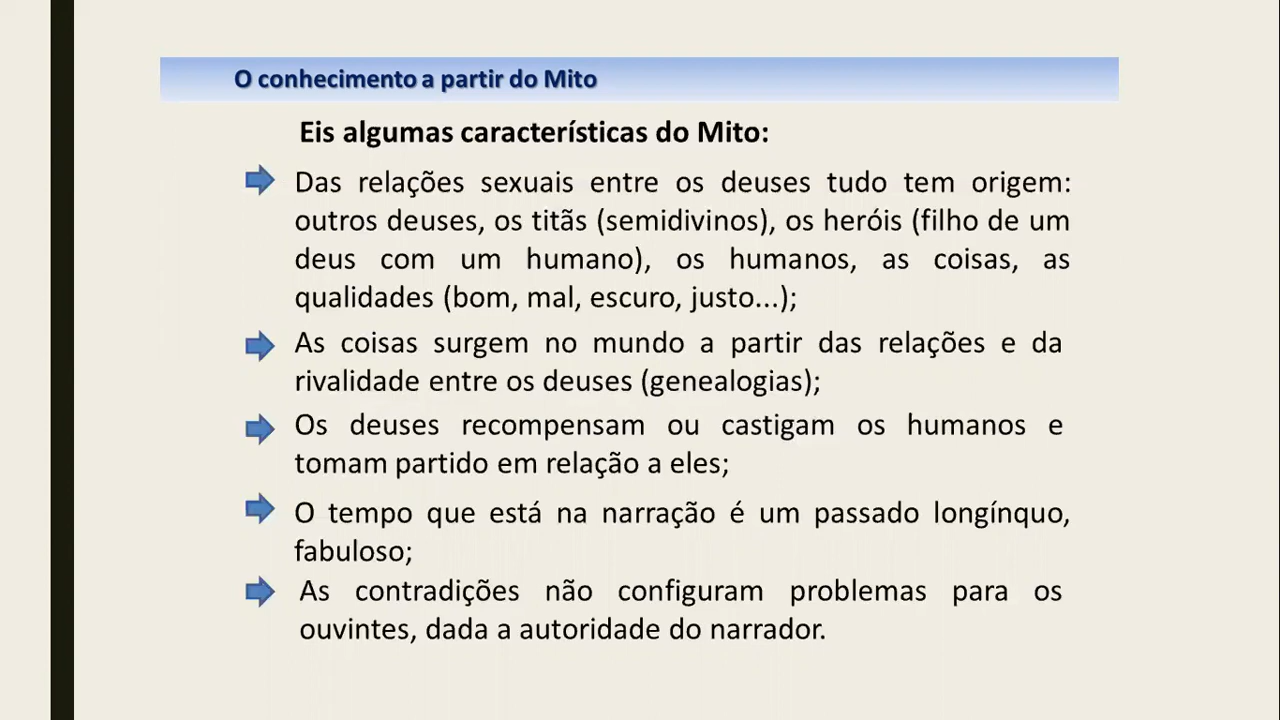 O conhecimento a partir do Mito
Eis algumas características do Mito:
Das relações sexuais entre os deuses tudo tem origem:
outros deuses, os titãs (semidivinos), os heróis (filho de um
deus com um humano), os humanos, as coisas, as
qualidades (bom, mal, escuro, justo...);
As coisas surgem no mundo a partir das relações e da
rivalidade entre os deuses (genealogias);
Os deuses recompensam ou castigam os humanos e
tomam partido em relação a eles;
O tempo que está na narração é um passado longínquo,
fabuloso;
As contradições não configuram problemas para os
ouvintes, dada a autoridade do narrador.